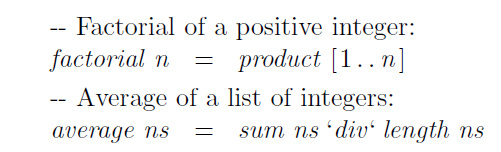 -- Factorial of a positive integer:
factorial n = product [1..n]
-- Average of a list of integers:
average ns = sum ns ‘div‘ length ns